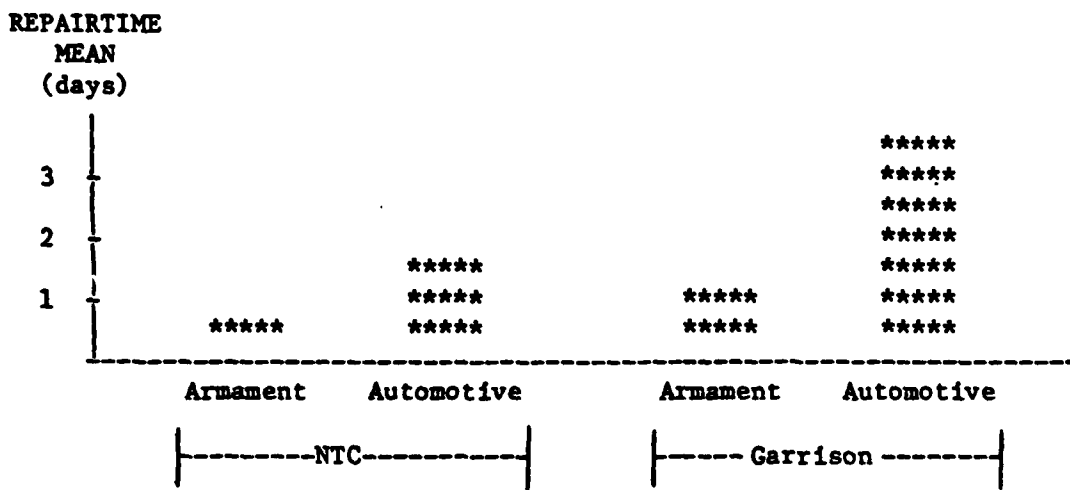 REPAIRTIME
MEAN
(days)
*****
3 *****
*****
2 *****
***** *****
1 ***** ***** *****
***** ***** ***** *****
Armament Automotive Armament Automotive
|-------NTC---------| |----- Garrison -------|